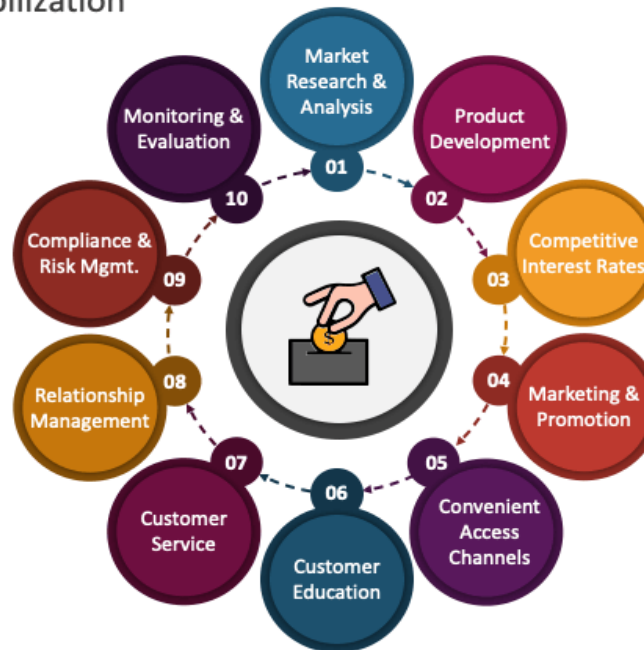 Market
Research &
Analysis
01
Product
Development
02
Competitive
Interest Rates
03
Marketing &
Promotion
04
Convenient
Access
Channels
05
Customer
Education
06
Customer
Service
07
Relationship
Management
08
Compliance &
Risk Mgmt.
09
Monitoring &
Evaluation
10
$